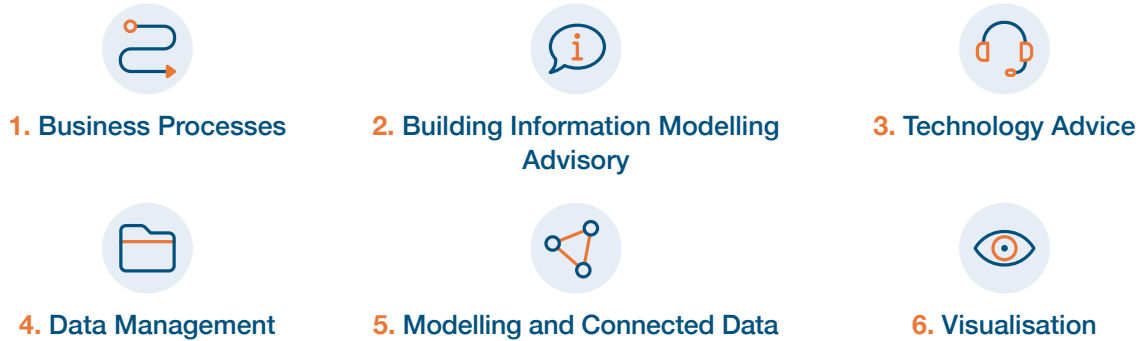 1. Business Processes
2. Building Information Modelling
Advisory
3. Technology Advice
4. Data Management
5. Modelling and Connected Data
6. Visualisation